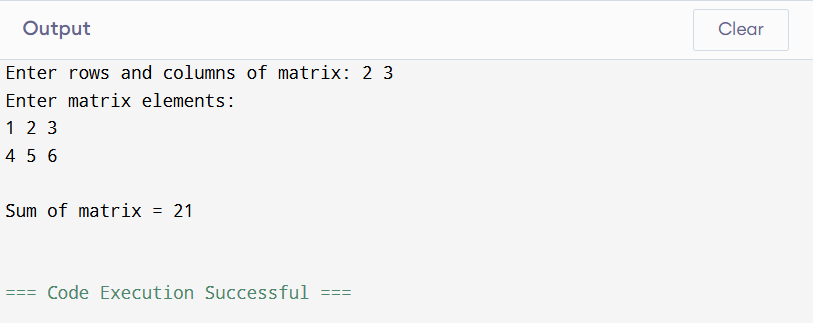 Output
Clear
Enter rows and columns of matrix: 2 3
Enter matrix elements:
1 2 3
4 5 6
Sum of matrix = 21
=== Code Execution Successful ===